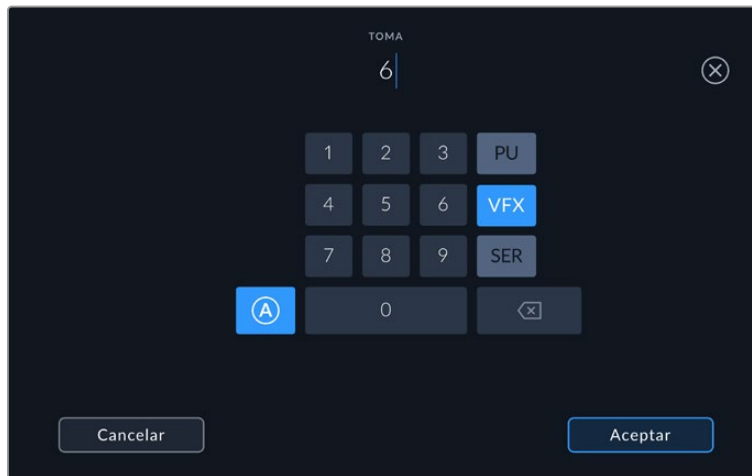 TOMA
6
1 2 3 PU
4 5 6 VFX
7 8 9 SER
A 0
Cancelar Aceptar